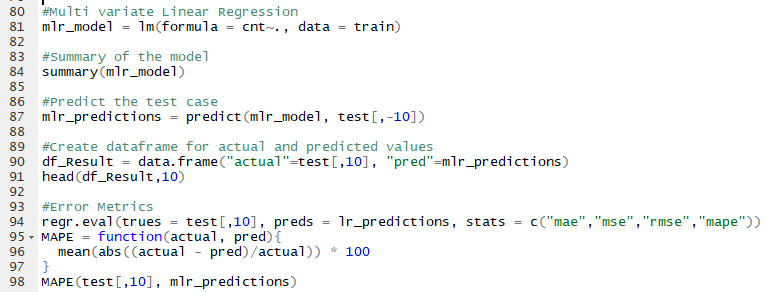 80 #Multi variate Linear Regression
81 mlr_model = lm(formula = cnt~., data = train)
82
83 #Summary of the model
84 summary(mlr_model)
85
86 #Predict the test case
87 mlr_predictions = predict(mlr_model, test[,-10])
88
89 #Create dataframe for actual and predicted values
90 df_Result = data.frame("actual"=test[,10], "pred"=mlr_predictions)
91 head(df_Result,10)
92
93 #Error Metrics
94 regr.eval(trues = test[,10], preds = lr_predictions, stats = c("mae","mse","rmse","mape"))
95 MAPE = function(actual, pred){
96   mean(abs((actual - pred)/actual)) * 100
97 }
98 MAPE(test[,10], mlr_predictions)